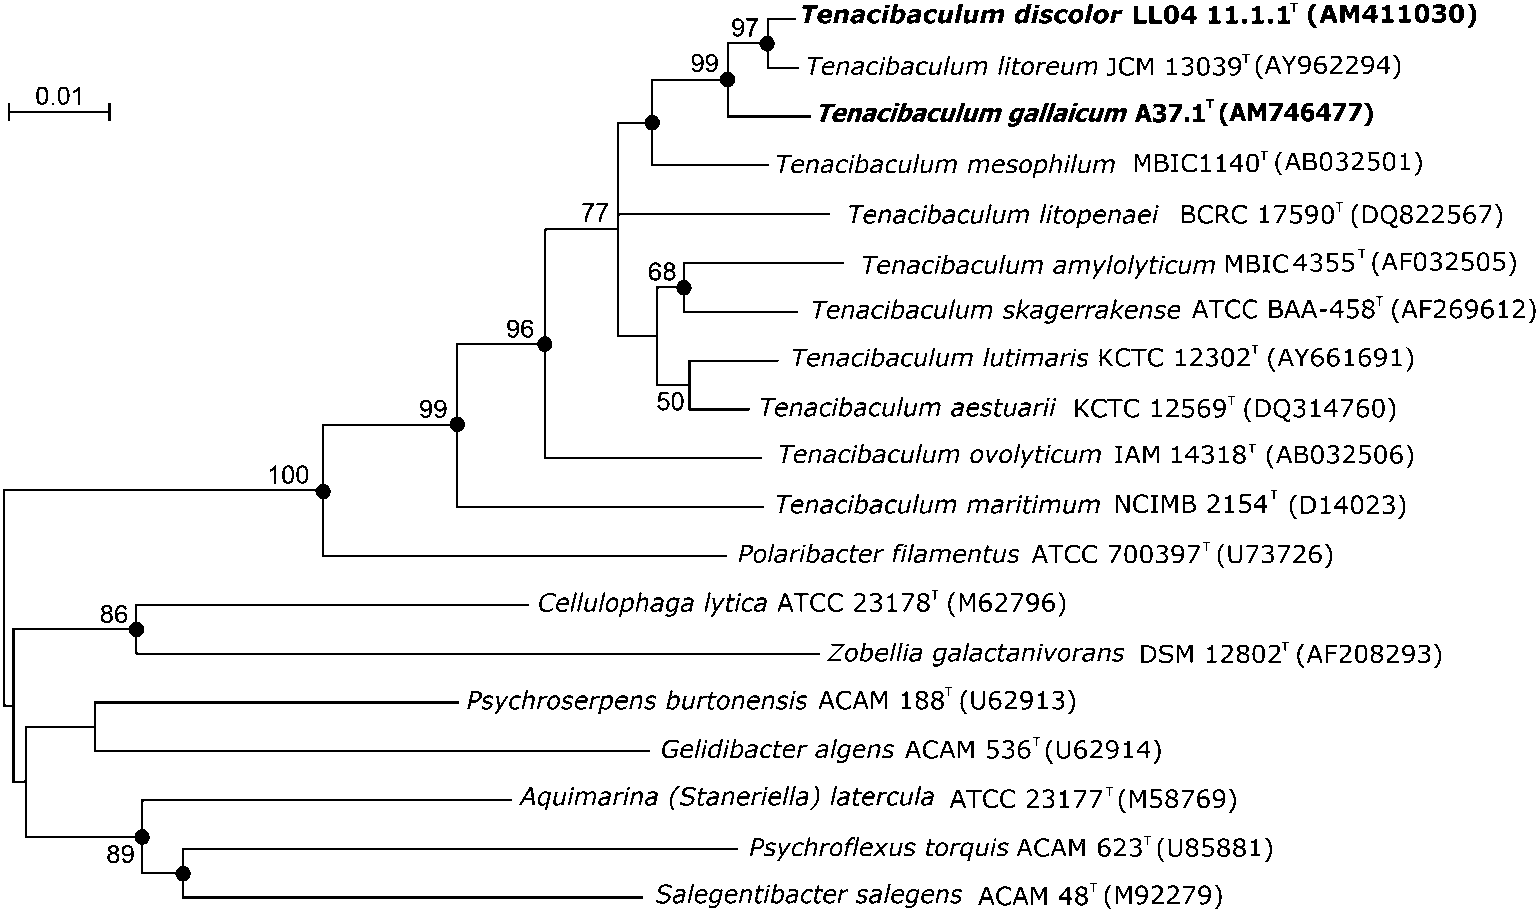 Tenacibaculum discolor LL04 11.1.1T (AM411030)
97
99
0.01
Tenacibaculum litoreum JCM 13039T (AY962294)
Tenacibaculum gallaicum A37.1T (AM746477)
Tenacibaculum mesophilum MBIC1140T (AB032501)
77
Tenacibaculum litopenaei BCRC 17590T (DQ822567)
68
Tenacibaculum amylolyticum MBIC4355T (AF032505)
Tenacibaculum skagerrakense ATCC BAA-458T (AF269612)
96
Tenacibaculum lutimaris KCTC 12302T (AY661691)
99
50
Tenacibaculum aestuarii KCTC 12569T (DQ314760)
Tenacibaculum ovolyticum IAM 14318T (AB032506)
100
Tenacibaculum maritimum NCIMB 2154T (D14023)
Polaribacter filamentus ATCC 700397T (U73726)
86
Cellulophaga lytica ATCC 23178T (M62796)
Zobellia galactanivorans DSM 12802T (AF208293)
Psychroserpens burtonensis ACAM 188T (U62913)
Gelidibacter algens ACAM 536T (U62914)
Aquimarina (Staneriella) latercula ATCC 23177T (M58769)
89
Psychroflexus torquis ACAM 623T (U85881)
Salegentibacter salegens ACAM 48T (M92279)